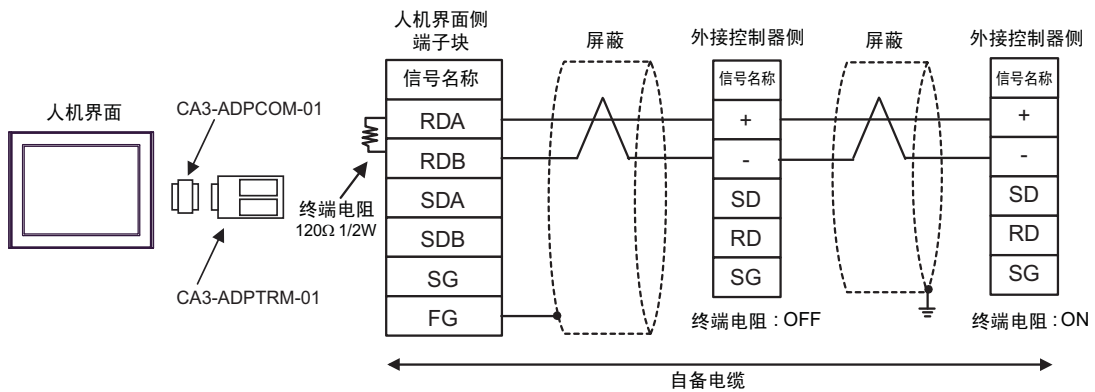 人机界面
CA3-ADPCOM-01
CA3-ADPTRM-01
终端电阻
120Ω 1/2W
人机界面侧
端子块
信号名称
RDA
RDB
SDA
SDB
SG
FG
屏蔽
外接控制器侧
信号名称
+
-
SD
RD
SG
终端电阻 : OFF
屏蔽
外接控制器侧
信号名称
+
-
SD
RD
SG
终端电阻 : ON
自备电缆